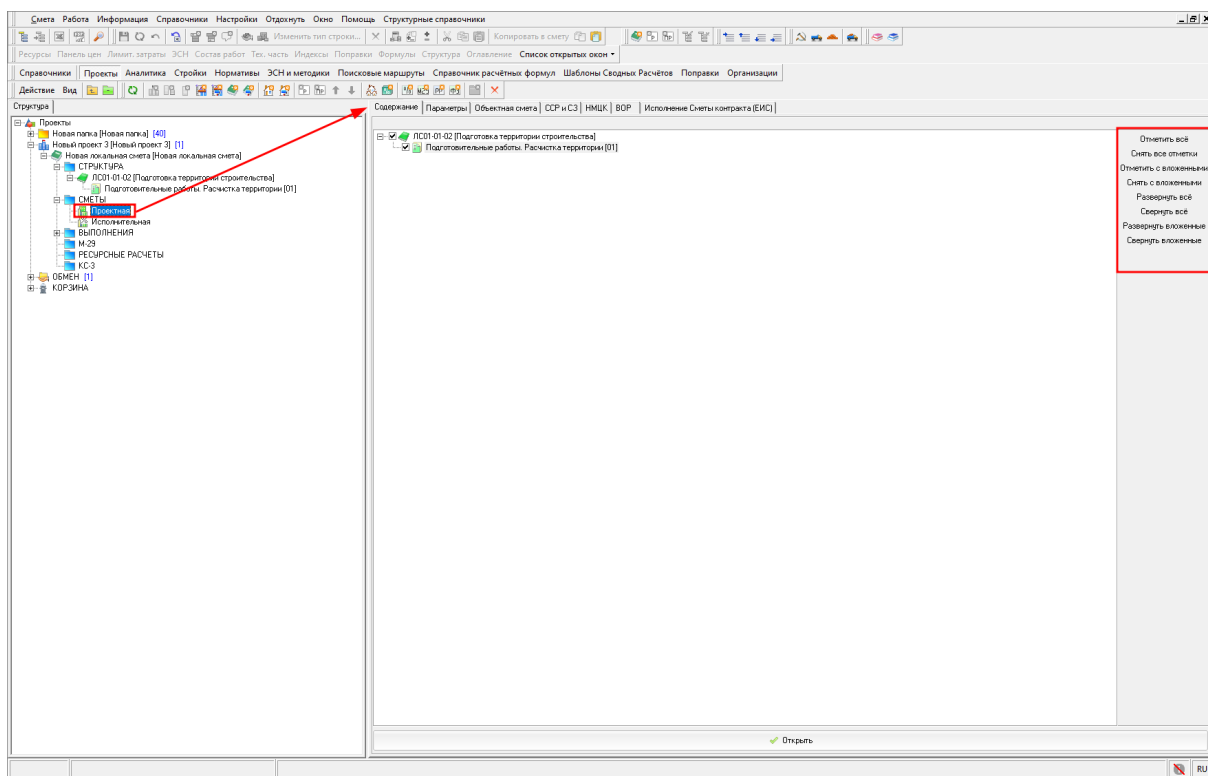 Смета Работа Информация Справочники Настройки Отдохнуть Окно Помощь Структурные справочники
Изменить тип строки... Копировать в смету
Ресурсы Панель цен Лимит. затраты ЭСН Состав работ Тех. часть Индексы Поправки Формулы Структура Оглавление Список открытых окон
Справочники Проекты Аналитика Стройки Нормативы ЭСН и методики Поисковые маршруты Справочник расчётных формул Шаблоны Сводных Расчётов Поправки Организации
Действие Вид
Структура
Проекты
Новая папка [Новая папка] [40]
Новый проект 3 [Новый проект 3] [1]
Новая локальная смета [Новая локальная смета]
СТРУКТУРА
ЛС01-01-02 [Подготовка территории строительства]
Подготовительные работы. Расчистка территории [01]
СМЕТЫ
Проектная
Исполнительная
ВЫПОЛНЕНИЯ
М-29
РЕСУРСНЫЕ РАСЧЕТЫ
КС-3
ОБМЕН [1]
КОРЗИНА
Содержание Параметры Объектная смета ССР и СЗ НМЦК ВОР Исполнение Сметы контракта (ЕИС)
ЛС01-01-02 [Подготовка территории строительства]
Подготовительные работы. Расчистка территории [01]
Отметить всё
Снять все отметки
Отметить с вложенными
Снять с вложенными
Развернуть всё
Свернуть всё
Развернуть вложенные
Свернуть вложенные
Открыть
RU